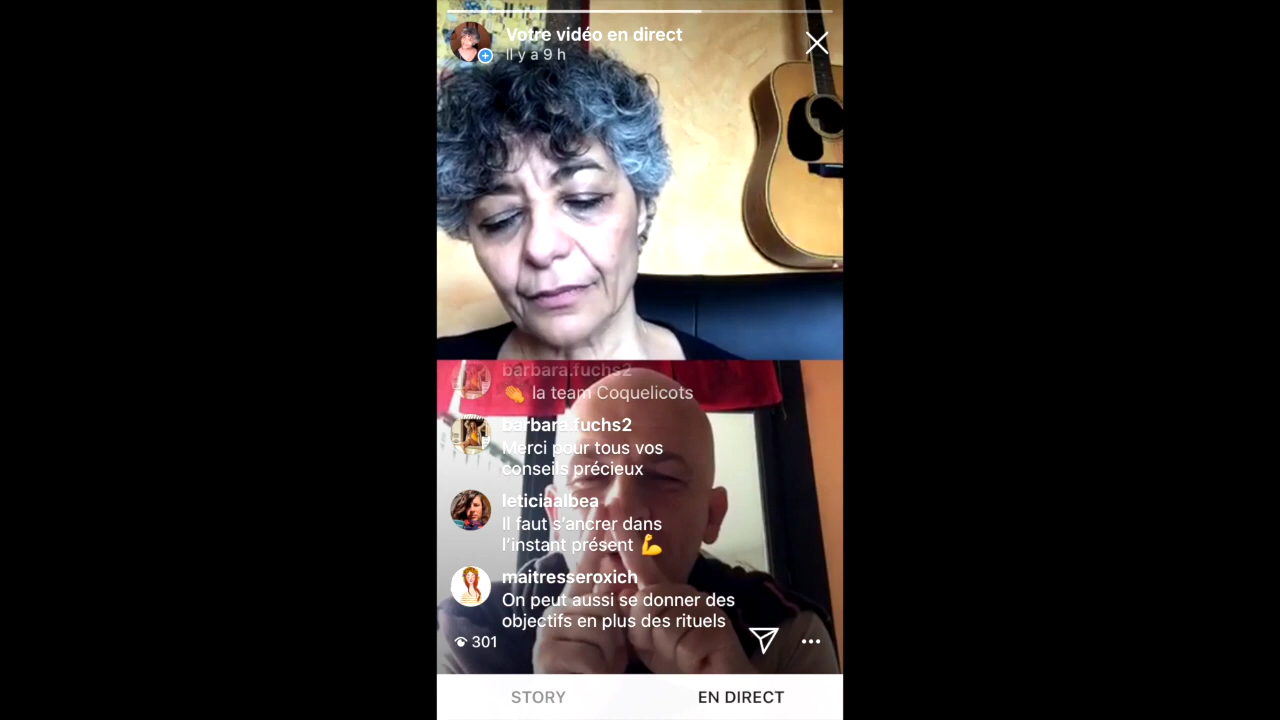 Votre vidéo en direct
Il y a 9 h
barbara.fuchs2
👏 la team Coquelicots
barbara.fuchs2
Merci pour tous vos
conseils précieux
leticiaalbea
Il faut s'ancrer dans
l'instant présent 💪
maitresseroxich
On peut aussi se donner des
objectifs en plus des rituels
301
STORY
EN DIRECT